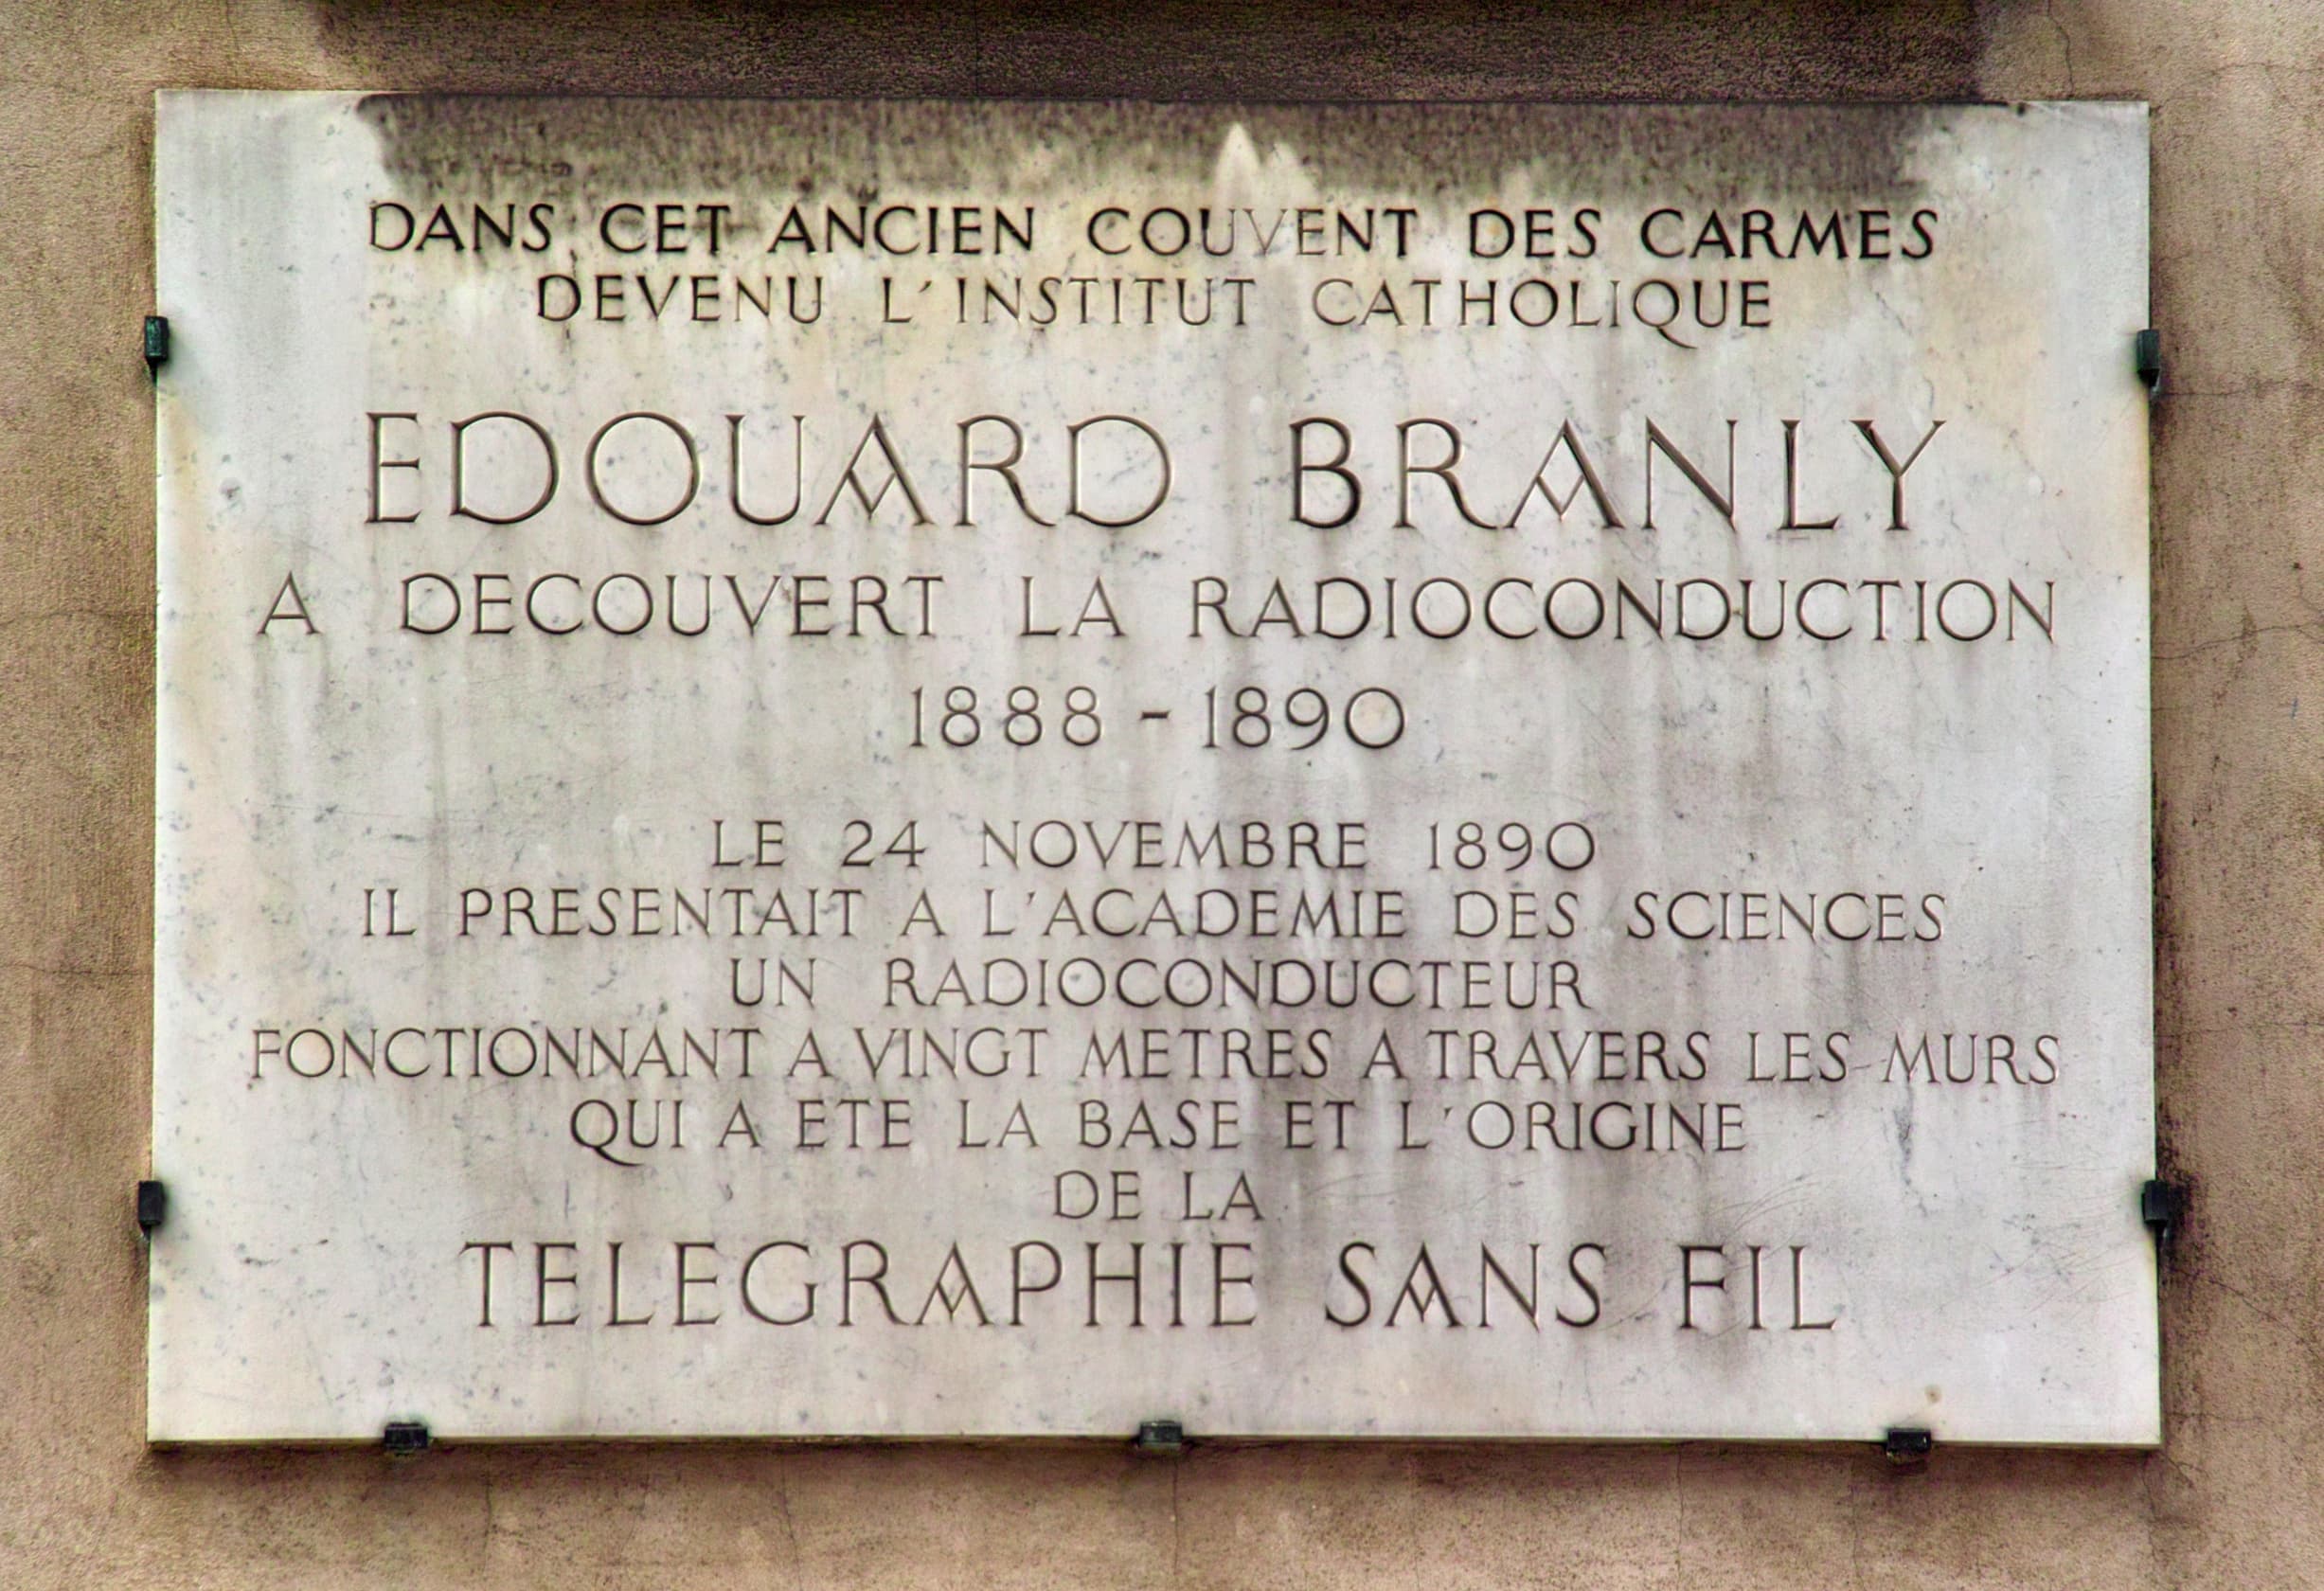 DANS CET ANCIEN COUVENT DES CARMES
DEVENU L'INSTITUT CATHOLIQUE
EDOUARD BRANLY
A DECOUVERT LA RADIOCONDUCTION
1888 - 1890
LE 24 NOVEMBRE 1890
IL PRESENTAIT A L'ACADEMIE DES SCIENCES
UN RADIOCONDUCTEUR
FONCTIONNANT A VINGT METRES A TRAVERS LES MURS
QUI A ETE LA BASE ET L'ORIGINE
DE LA
TELEGRAPHIE SANS FIL